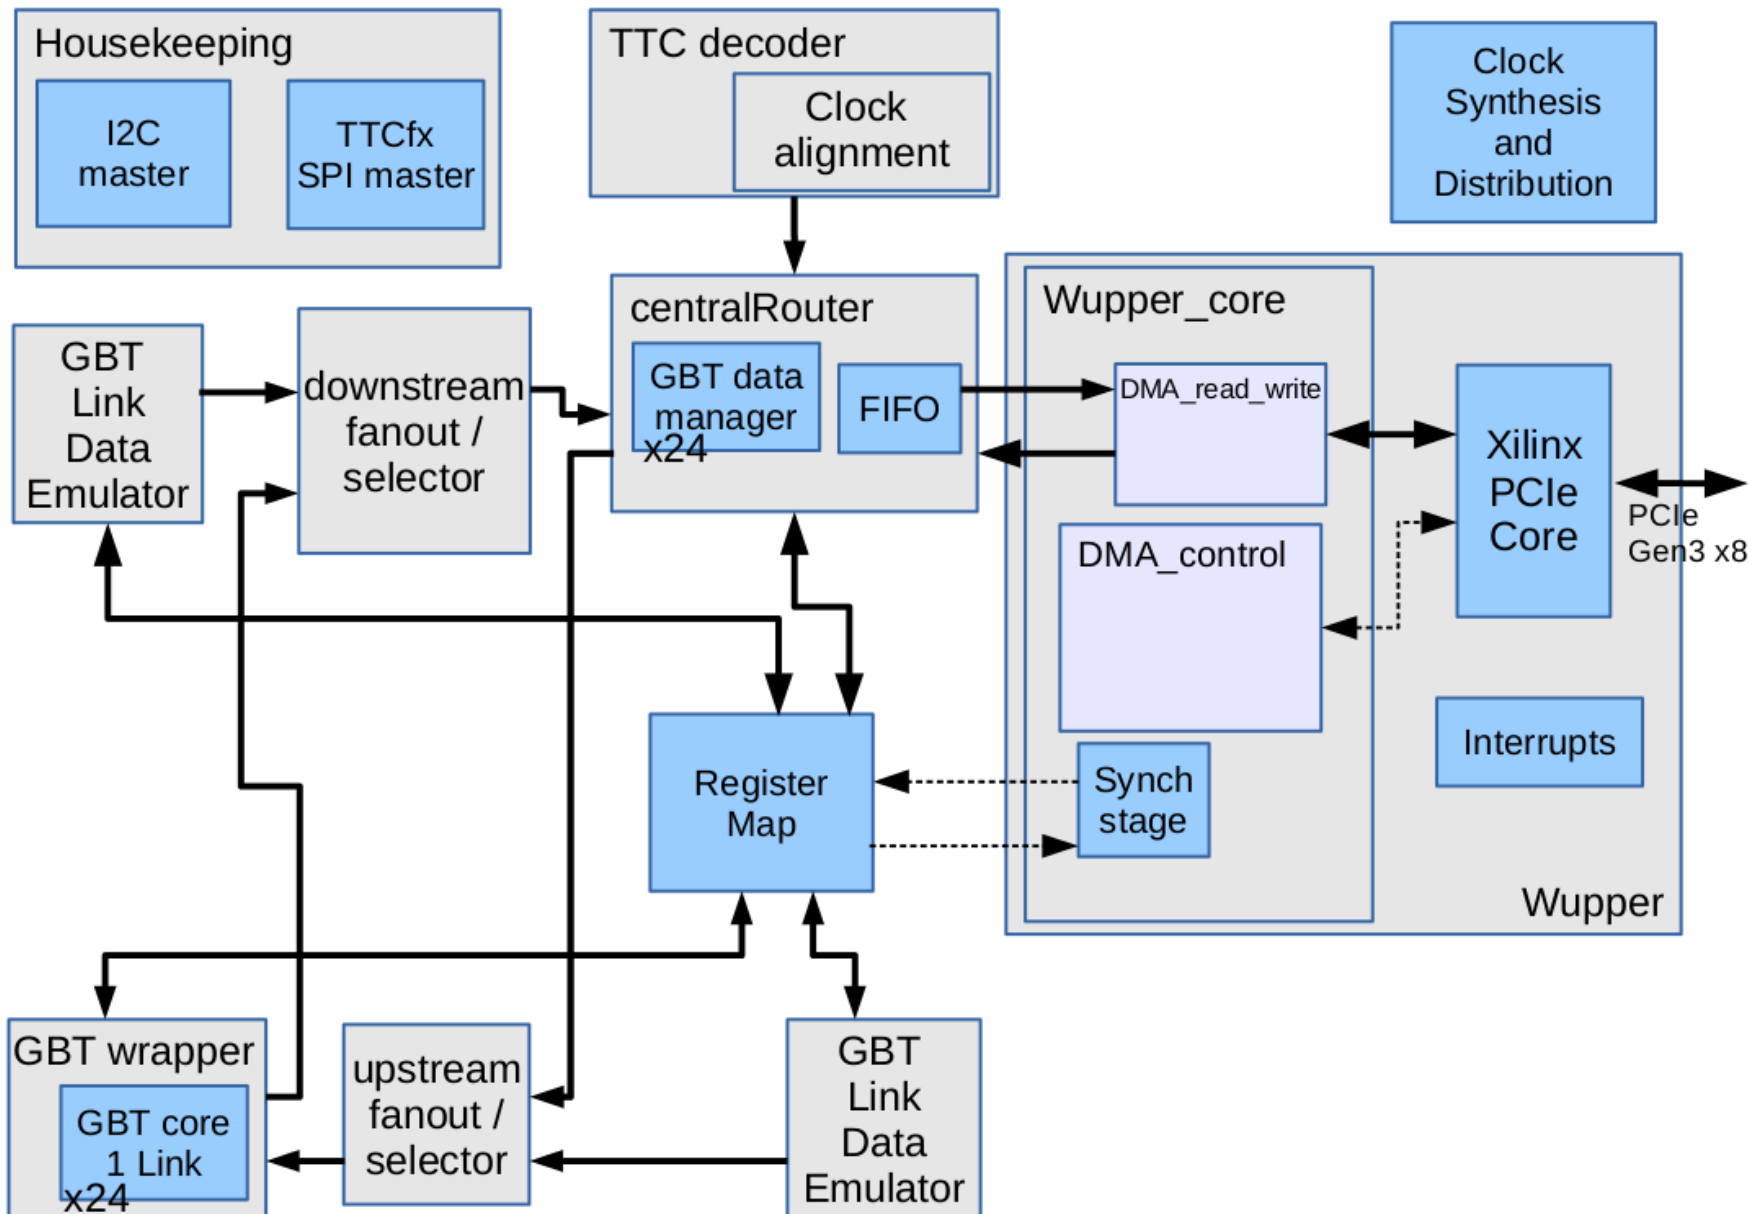 Housekeeping
I2C
master
TTCfx
SPI master
TTC decoder
Clock
alignment
Clock
Synthesis
and
Distribution
GBT
Link
Data
Emulator
downstream
fanout /
selector
centralRouter
GBT data
manager
x24
FIFO
Wupper_core
DMA_read_write
DMA_control
Xilinx
PCIe
Core
PCIe
Gen3 x8
Interrupts
Register
Map
Synch
stage
Wupper
GBT wrapper
GBT core
1 Link
x24
upstream
fanout /
selector
GBT
Link
Data
Emulator